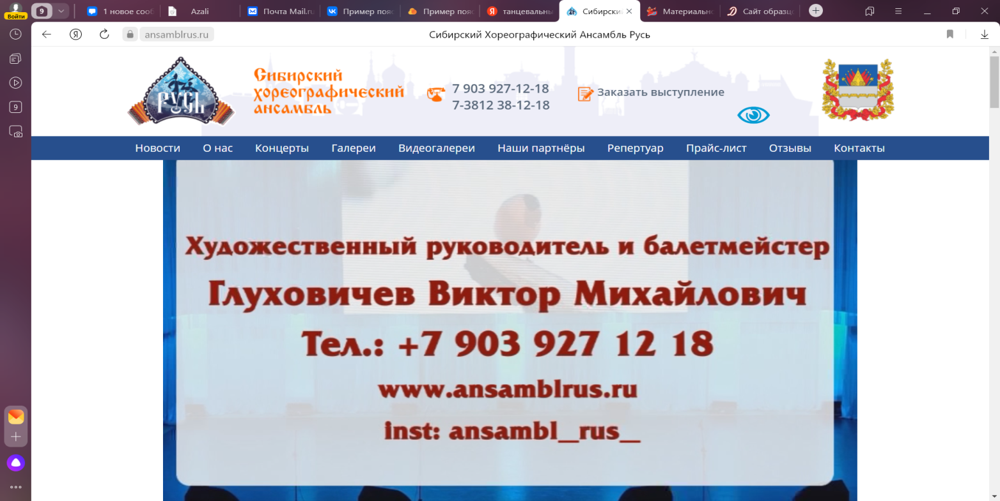 9
1 новое сооб
Azali
Почта Mail.ru
Пример пояс
Пример пояс
танцевальны
Сибирский
Материальн
Сайт образц
Войти
ansamblrus.ru
Сибирский Хореографический Ансамбль Русь
9
РУСЬ
Сибирский
хореографический
ансамбль
7 903 927-12-18
7-3812 38-12-18
Заказать выступление
Новости О нас Концерты Галереи Видеогалереи Наши партнёры Репертуар Прайс-лист Отзывы Контакты
Художественный руководитель и балетмейстер
Глуховичев Виктор Михайлович
Тел.: +7 903 927 12 18
www.ansamblrus.ru
inst: ansambl_rus_